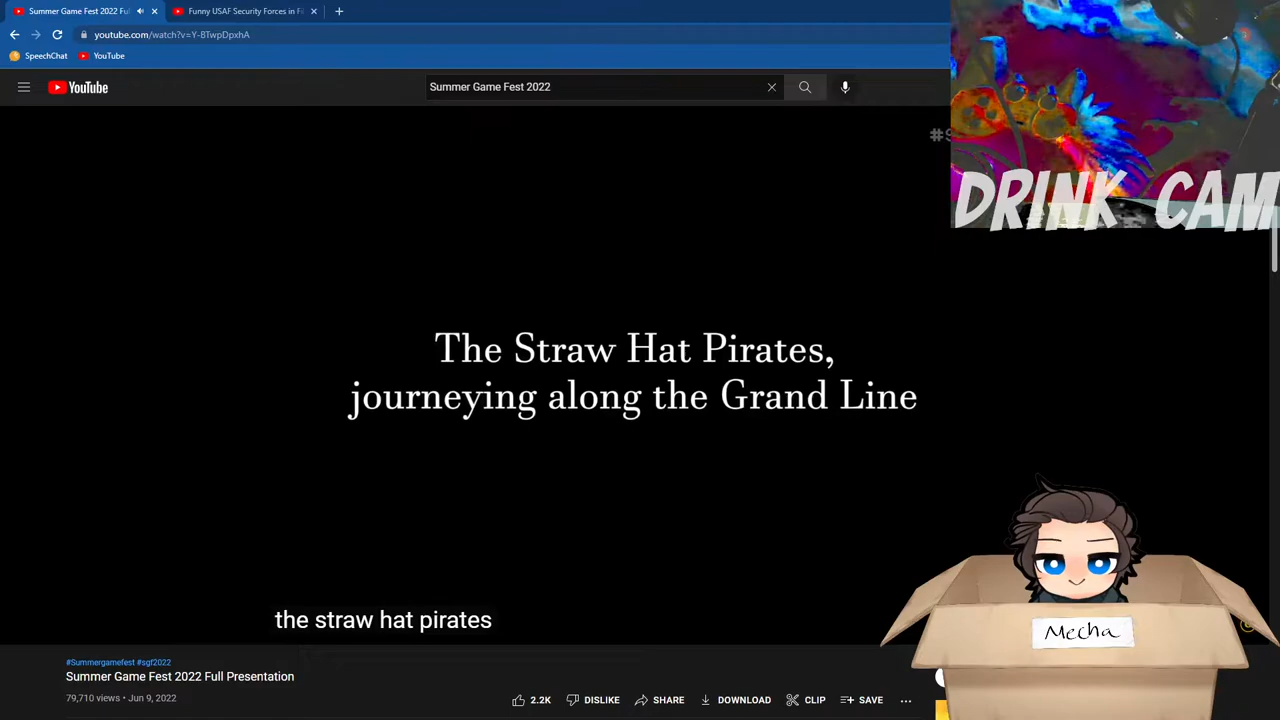 Summer Game Fest 2022 Ful
Funny USAF Security Forces in Fi
youtube.com/watch?v=Y-8TwpDpxhA
SpeechChat
YouTube
YouTube
Summer Game Fest 2022
DRINK CAM
The Straw Hat Pirates,
journeying along the Grand Line
the straw hat pirates
Mecha
#Summergamefest #sgf2022
Summer Game Fest 2022 Full Presentation
79,710 views • Jun 9, 2022
2.2K DISLIKE SHARE DOWNLOAD CLIP SAVE